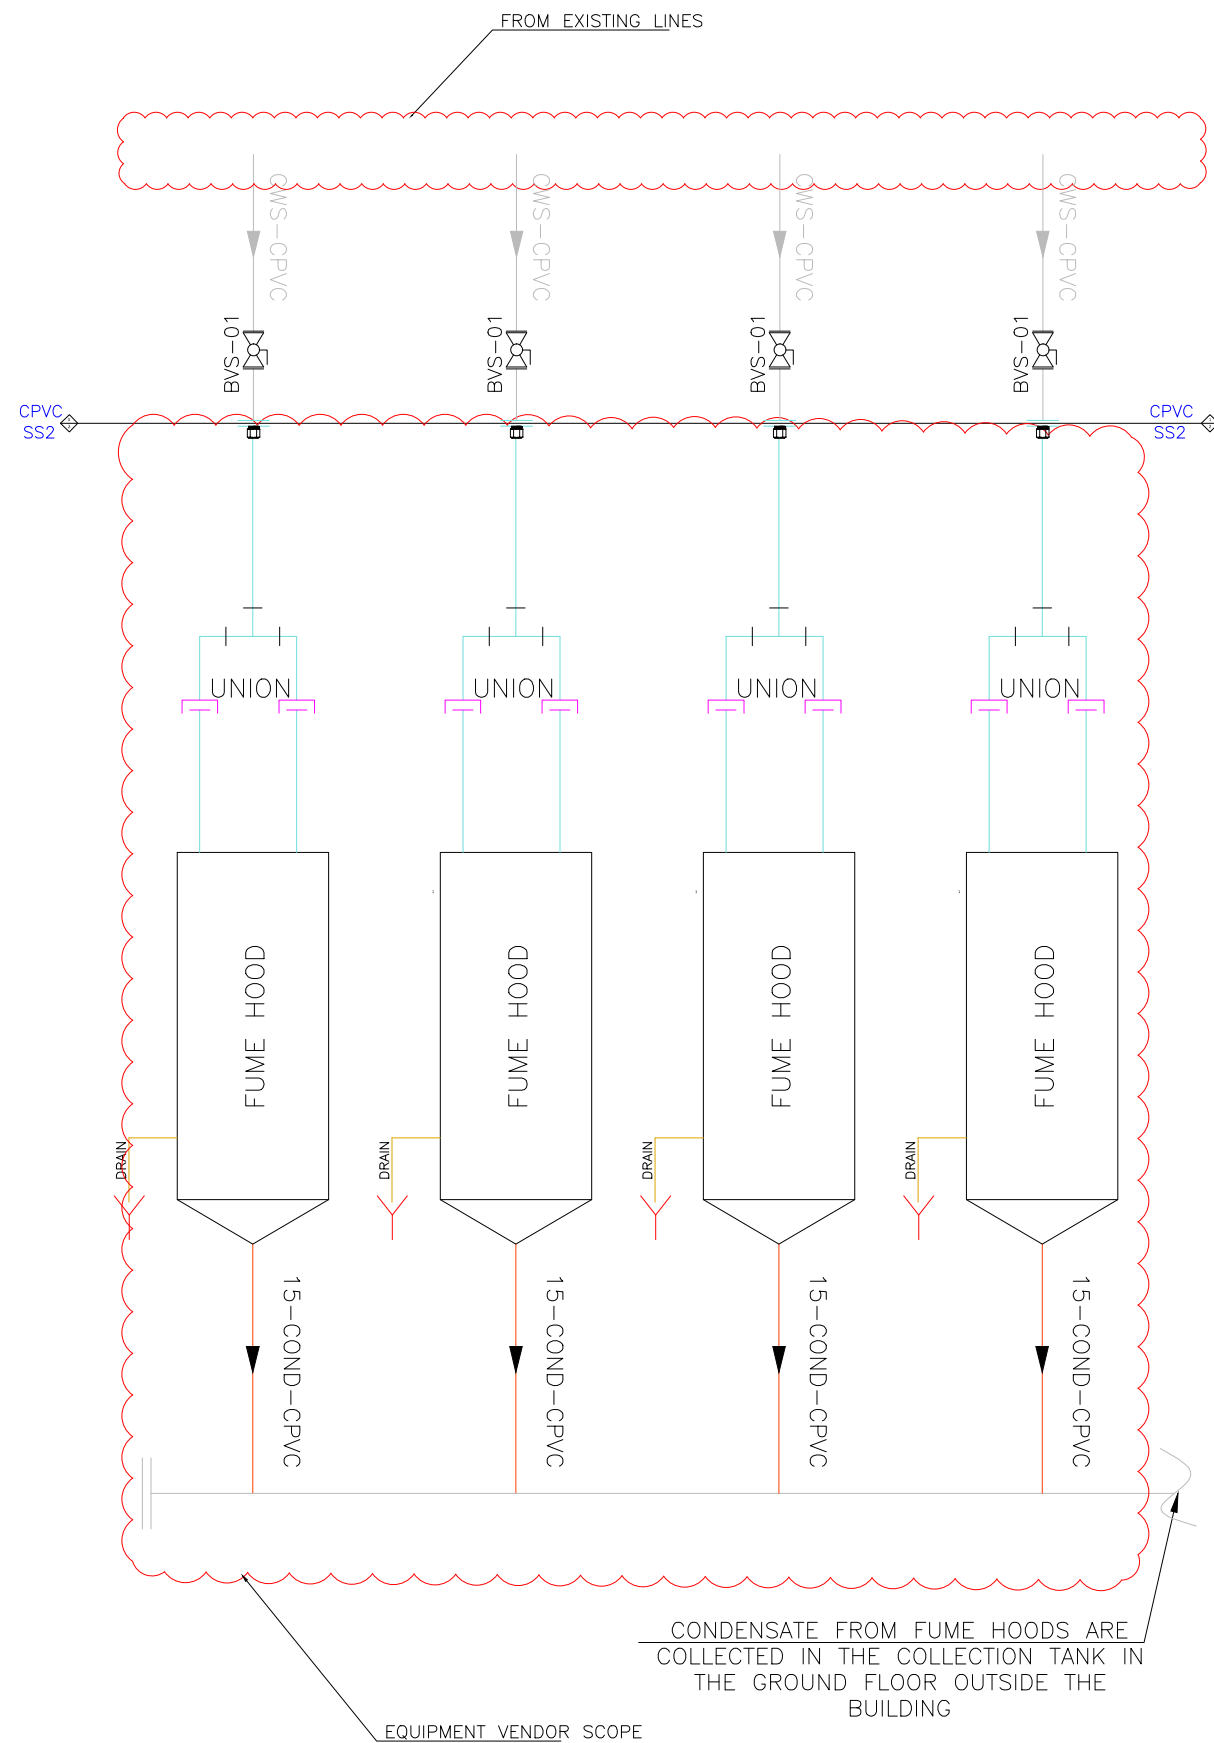 FROM EXISTING LINES
CWS-CPVC
CWS-CPVC
CWS-CPVC
CWS-CPVC
BVS-01
BVS-01
BVS-01
BVS-01
CPVC
SS2
CPVC
SS2
UNION
UNION
UNION
UNION
FUME HOOD
FUME HOOD
FUME HOOD
FUME HOOD
DRAIN
DRAIN
DRAIN
DRAIN
15-COND-CPVC
15-COND-CPVC
15-COND-CPVC
15-COND-CPVC
CONDENSATE FROM FUME HOODS ARE
COLLECTED IN THE COLLECTION TANK IN
THE GROUND FLOOR OUTSIDE THE
BUILDING
EQUIPMENT VENDOR SCOPE